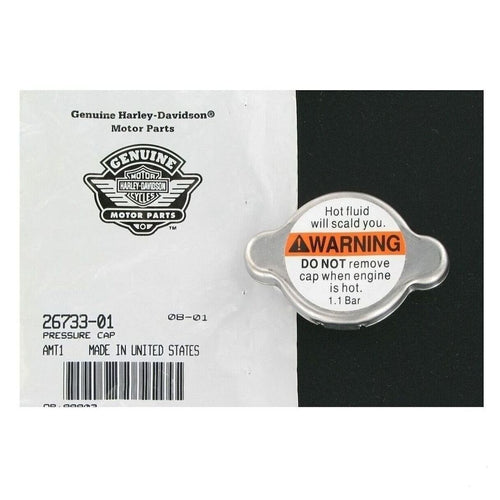 Genuine Harley-Davidson®
Motor Parts
GENUINE
MOTOR
HARLEY-DAVIDSON
CYCLES
MOTOR PARTS
TM
26733-01 0B-01
PRESSURE CAP
AMT1 MADE IN UNITED STATES
Hot fluid
will scald you.
WARNING
DO NOT remove
cap when engine
is hot.
1.1 Bar